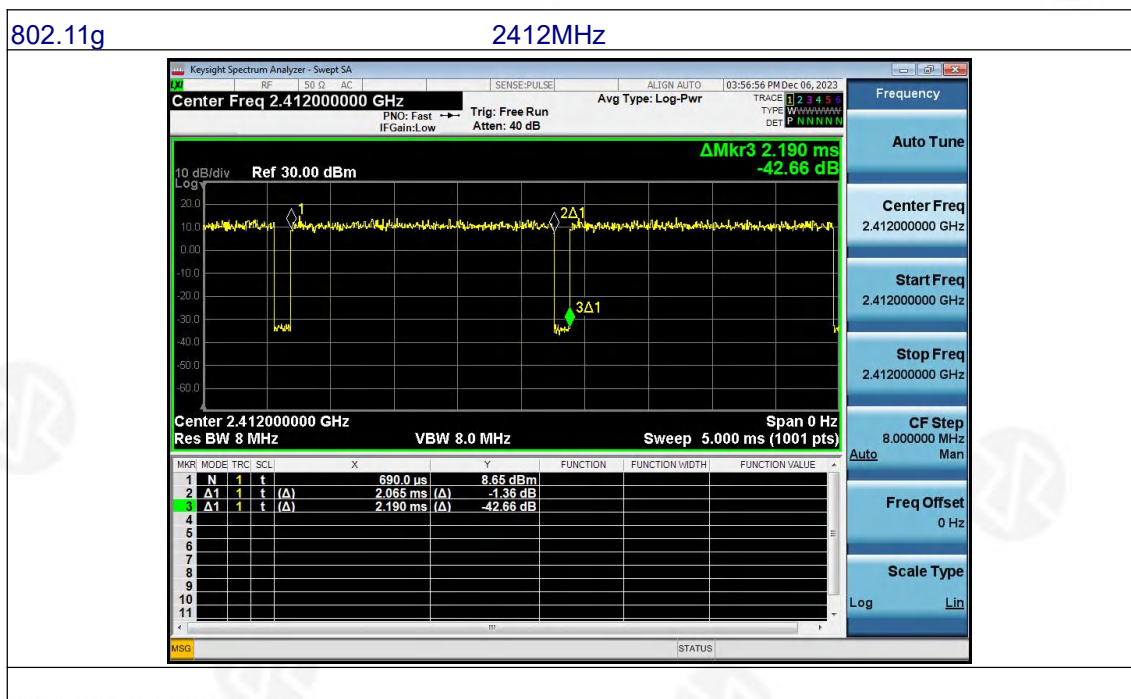 802.11g 2412MHz
Keysight Spectrum Analyzer - Swept SA
LXI RF 50 Ω AC SENSE:PULSE ALIGN AUTO 03:56:56 PM Dec 06, 2023
Center Freq 2.412000000 GHz Avg Type: Log-Pwr TRACE 1 2 3 4 5 6
PNO: Fast Trig: Free Run TYPE WWWWWW
IFGain:Low Atten: 40 dB DET P N N N N N
Frequency
ΔMkr3 2.190 ms
-42.66 dB
10 dB/div Ref 30.00 dBm
Log
20.0
10.0
0.00
-10.0
-20.0
-30.0
-40.0
-50.0
-60.0
1
2Δ1
3Δ1
Center 2.412000000 GHz Span 0 Hz
Res BW 8 MHz VBW 8.0 MHz Sweep 5.000 ms (1001 pts)
MKR MODE TRC SCL X Y FUNCTION FUNCTION WIDTH FUNCTION VALUE
1 N 1 t 690.0 µs 8.65 dBm
2 Δ1 1 t (Δ) 2.065 ms (Δ) -1.36 dB
3 Δ1 1 t (Δ) 2.190 ms (Δ) -42.66 dB
4
5
6
7
8
9
10
11
MSG STATUS
Auto Tune
Center Freq
2.412000000 GHz
Start Freq
2.412000000 GHz
Stop Freq
2.412000000 GHz
CF Step
8.000000 MHz
Auto Man
Freq Offset
0 Hz
Scale Type
Log Lin